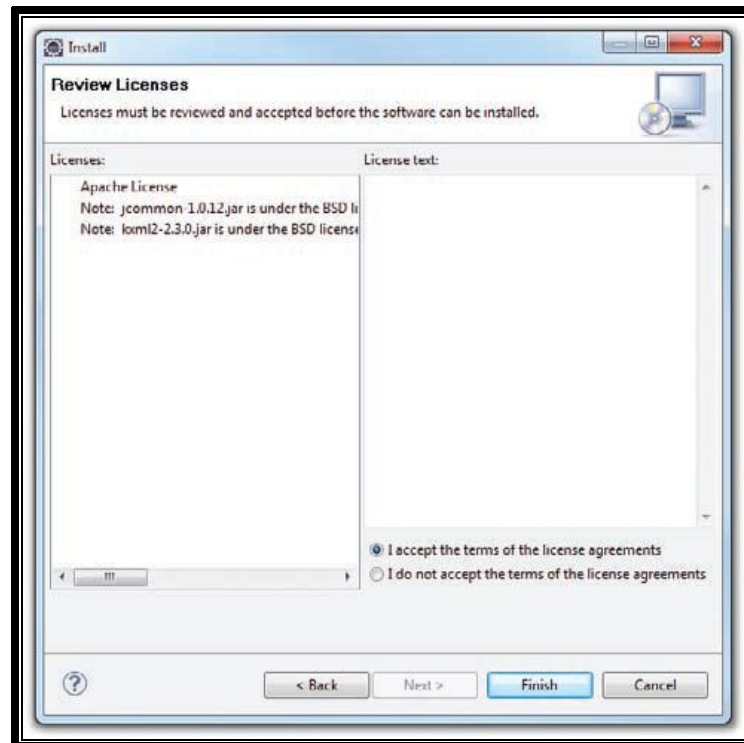 Install
Review Licenses
Licenses must be reviewed and accepted before the software can be installed.
Licenses:
License text:
Apache License
Note: jcommon-1.0.12.jar is under the BSD li
Note: kxml2-2.3.0.jar is under the BSD license
I accept the terms of the license agreements
I do not accept the terms of the license agreements
?
< Back
Next >
Finish
Cancel